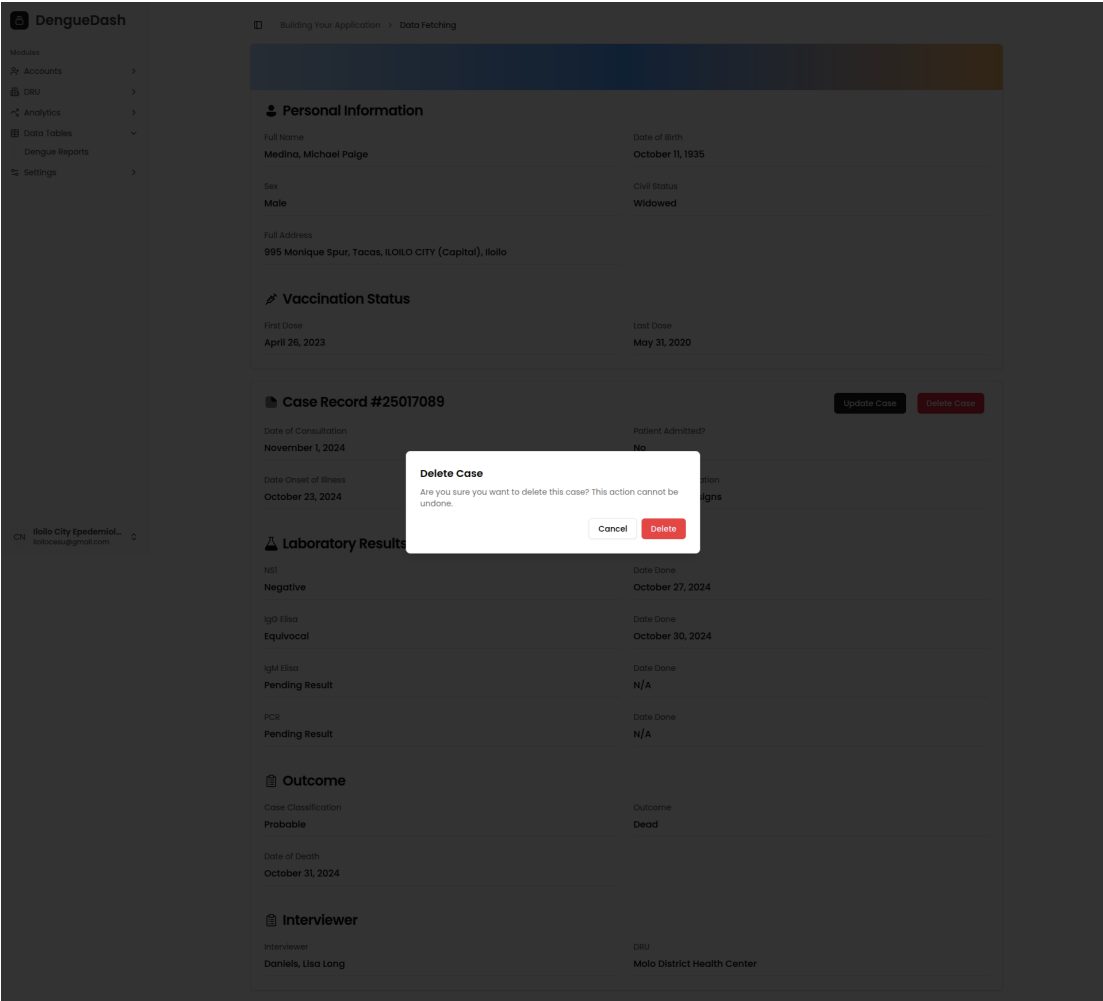 DengueDash
Modules
Accounts
DRU
Analytics
Data Tables
Dengue Reports
Settings
CN
Iloilo City Epedemiol...
iloilocesu@gmail.com
Building Your Application > Data Fetching
Personal Information
Full Name
Medina, Michael Paige
Date of Birth
October 11, 1935
Sex
Male
Civil Status
Widowed
Full Address
995 Monique Spur, Tacas, ILOILO CITY (Capital), Iloilo
Vaccination Status
First Dose
April 26, 2023
Last Dose
May 31, 2020
Case Record #25017089
Update Case
Delete Case
Date of Consultation
November 1, 2024
Patient Admitted?
No
Date Onset of Illness
October 23, 2024
Delete Case
Are you sure you want to delete this case? This action cannot be
undone.
Cancel
Delete
Laboratory Results
NS1
Negative
Date Done
October 27, 2024
IgG Elisa
Equivocal
Date Done
October 30, 2024
IgM Elisa
Pending Result
Date Done
N/A
PCR
Pending Result
Date Done
N/A
Outcome
Case Classification
Probable
Outcome
Dead
Date of Death
October 31, 2024
Interviewer
Interviewer
Daniels, Lisa Long
DRU
Molo District Health Center